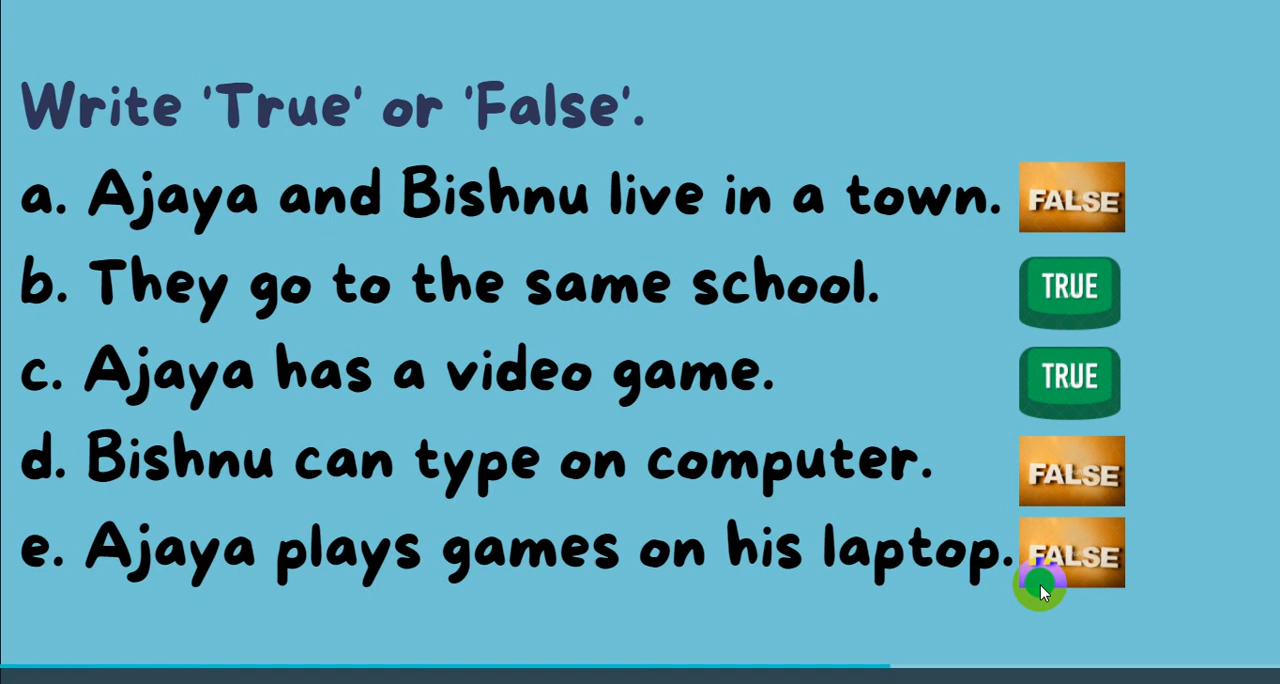 Write 'True' or 'False'.
a. Ajaya and Bishnu live in a town. FALSE
b. They go to the same school. TRUE
c. Ajaya has a video game. TRUE
d. Bishnu can type on computer. FALSE
e. Ajaya plays games on his laptop. FALSE